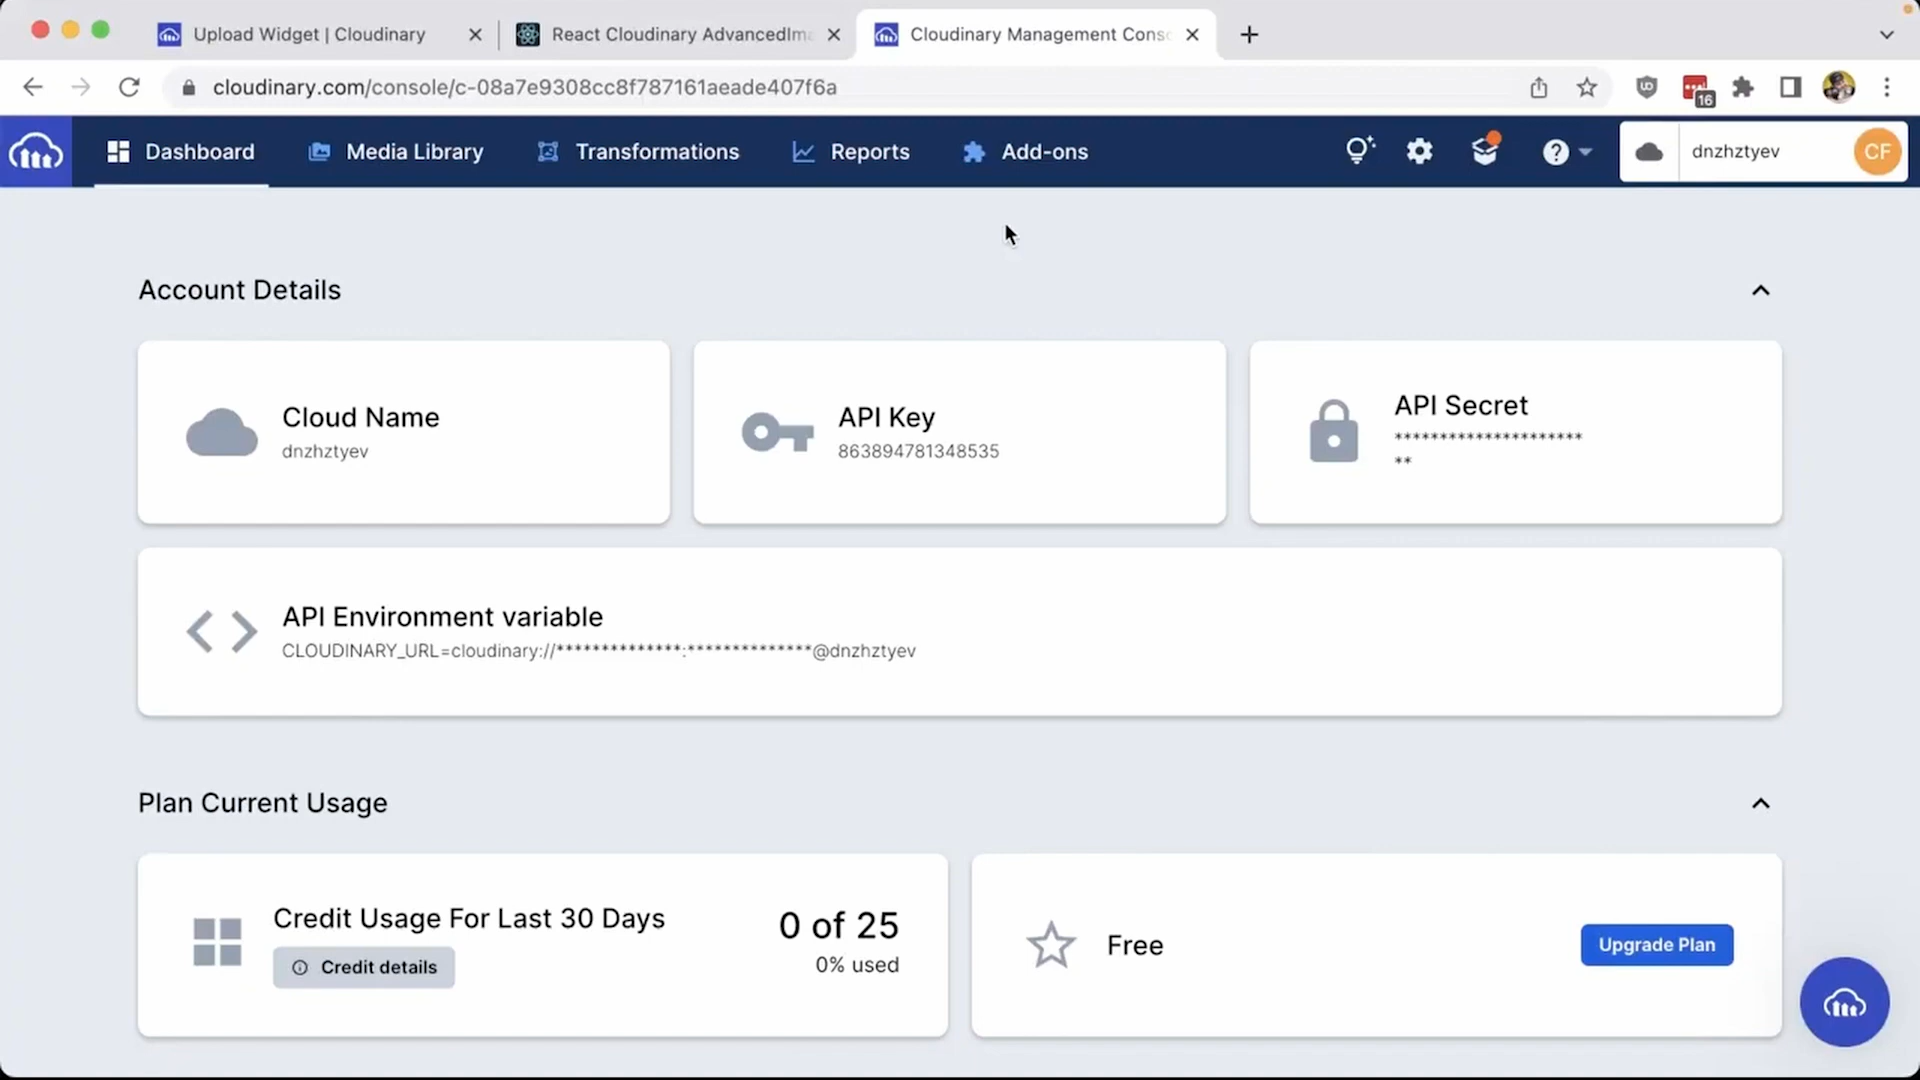 Upload Widget | Cloudinary
React Cloudinary AdvancedIma
Cloudinary Management Conso
cloudinary.com/console/c-08a7e9308cc8f787161aeade407f6a
16
Dashboard
Media Library
Transformations
Reports
Add-ons
dnzhztyev
CF
Account Details
Cloud Name
dnzhztyev
API Key
863894781348535
API Secret
*********************
**
API Environment variable
CLOUDINARY_URL=cloudinary://**************:**************@dnzhztyev
Plan Current Usage
Credit Usage For Last 30 Days
Credit details
0 of 25
0% used
Free
Upgrade Plan